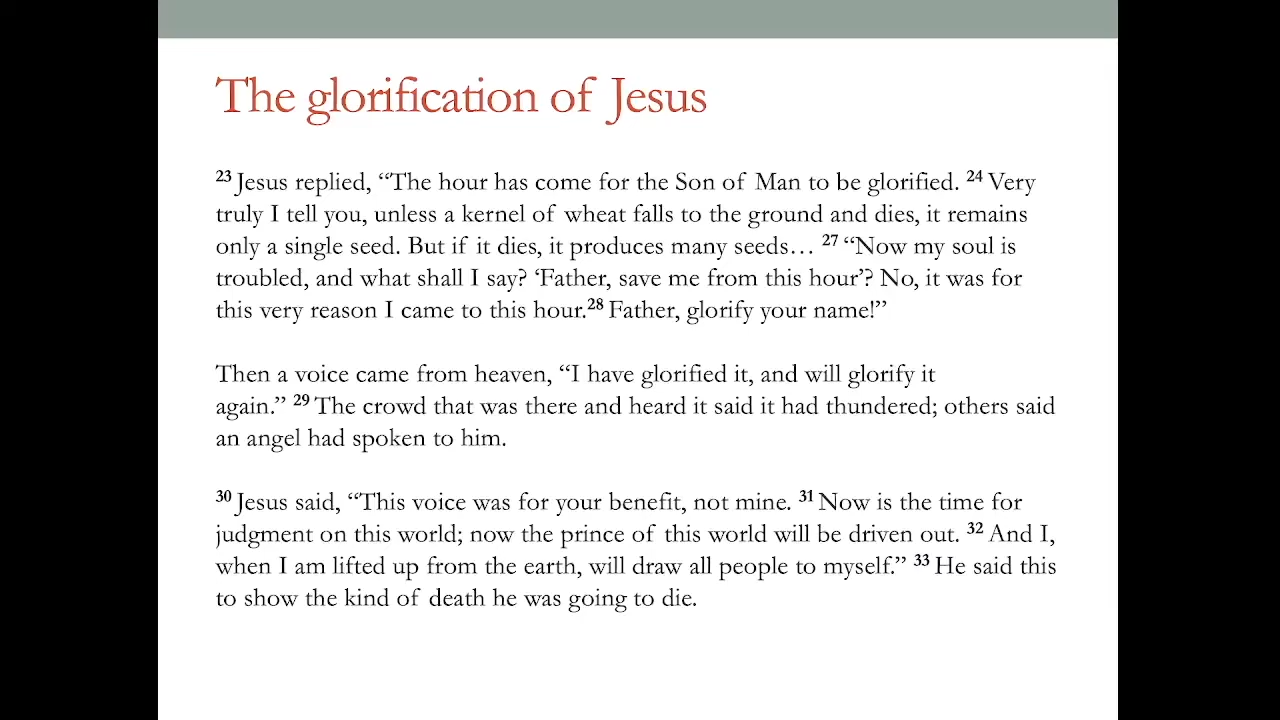 The glorification of Jesus
23 Jesus replied, “The hour has come for the Son of Man to be glorified. 24 Very
truly I tell you, unless a kernel of wheat falls to the ground and dies, it remains
only a single seed. But if it dies, it produces many seeds… 27 “Now my soul is
troubled, and what shall I say? ‘Father, save me from this hour’? No, it was for
this very reason I came to this hour.28 Father, glorify your name!”
Then a voice came from heaven, “I have glorified it, and will glorify it
again.” 29 The crowd that was there and heard it said it had thundered; others said
an angel had spoken to him.
30 Jesus said, “This voice was for your benefit, not mine. 31 Now is the time for
judgment on this world; now the prince of this world will be driven out. 32 And I,
when I am lifted up from the earth, will draw all people to myself.” 33 He said this
to show the kind of death he was going to die.